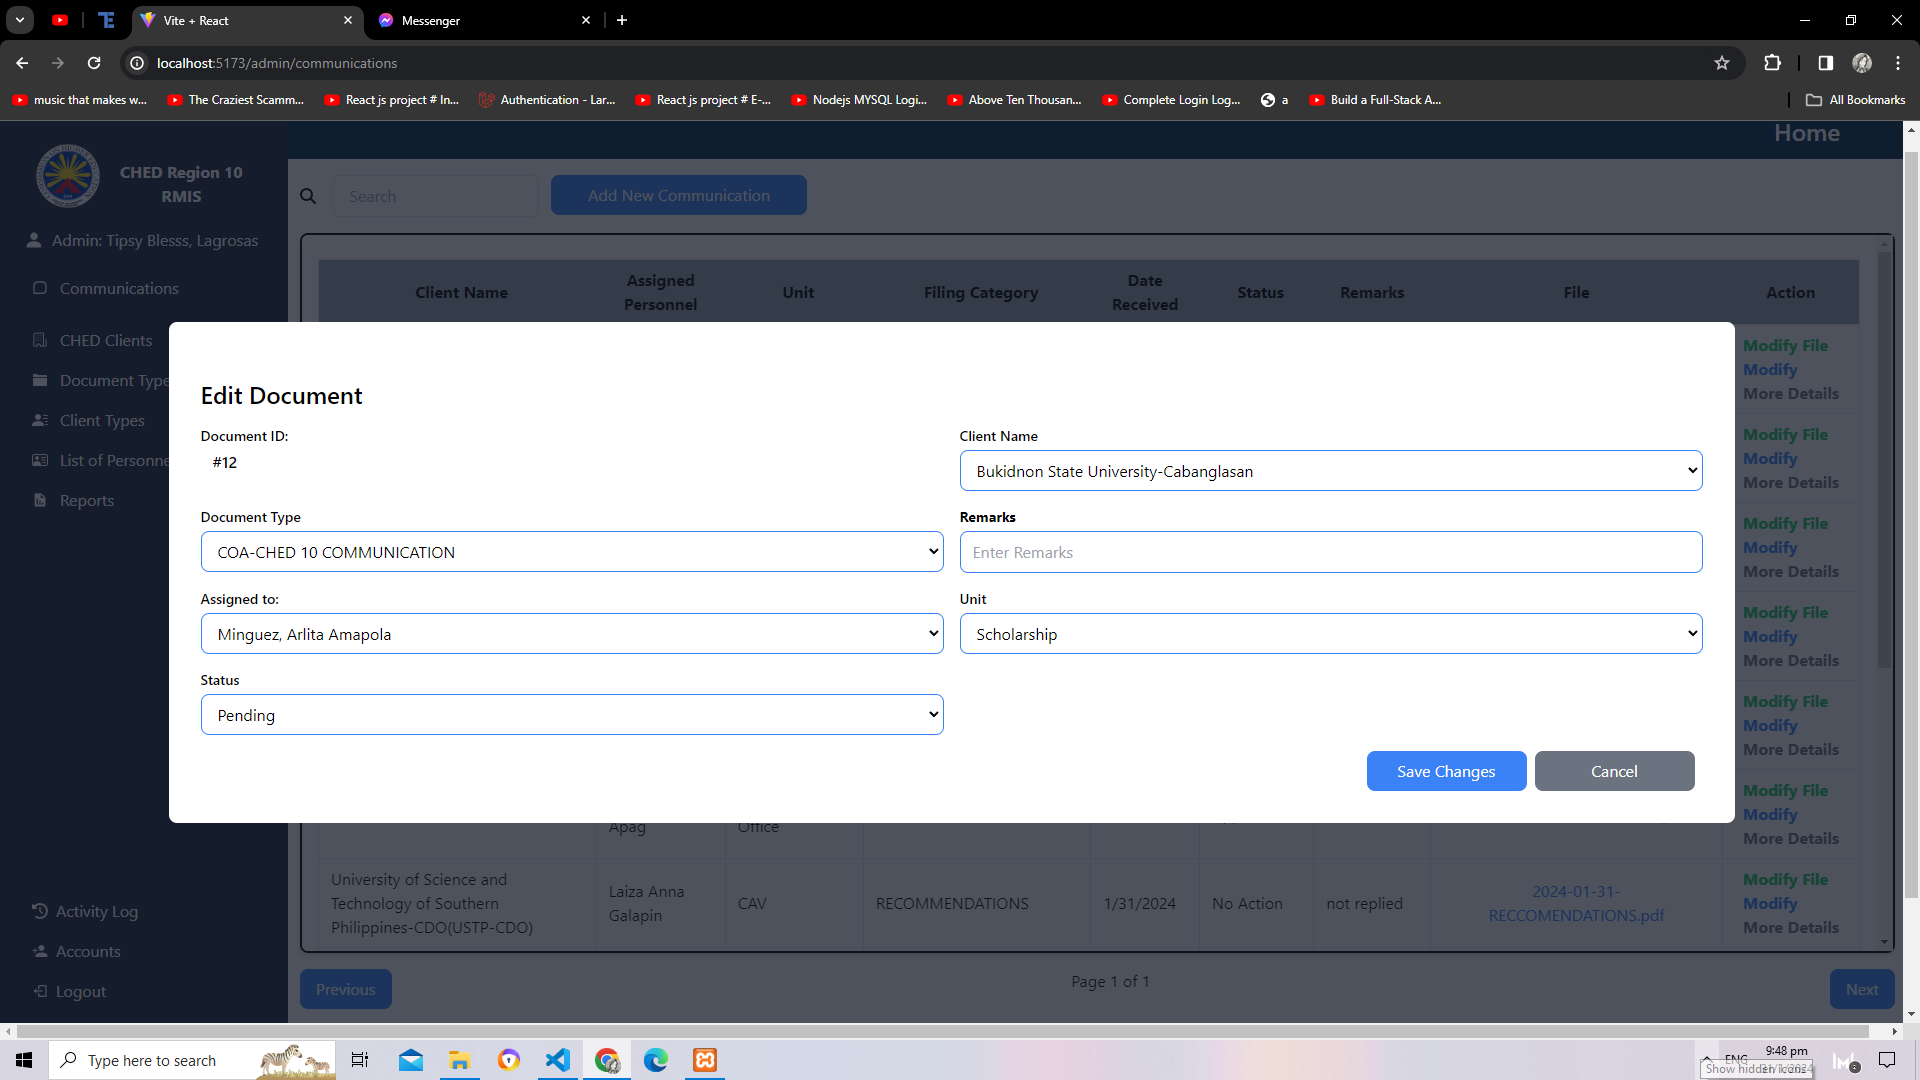 Vite + React
Messenger
localhost:5173/admin/communications
music that makes w...
The Craziest Scamm...
React js project # In...
Authentication - Lar...
React js project # E-...
Nodejs MYSQL Logi...
Above Ten Thousan...
Complete Login Log...
a
Build a Full-Stack A...
All Bookmarks
CHED Region 10
RMIS
Home
Search
Add New Communication
Admin: Tipsy Blesss, Lagrosas
Communications
CHED Clients
Document Type
Client Types
List of Personne
Reports
Activity Log
Accounts
Logout
Client Name
Assigned
Personnel
Unit
Filing Category
Date
Received
Status
Remarks
File
Action
Modify File
Modify
More Details
Modify File
Modify
More Details
Modify File
Modify
More Details
Modify File
Modify
More Details
Modify File
Modify
More Details
Modify File
Modify
More Details
Edit Document
Document ID:
#12
Client Name
Bukidnon State University-Cabanglasan
Document Type
COA-CHED 10 COMMUNICATION
Remarks
Enter Remarks
Assigned to:
Minguez, Arlita Amapola
Unit
Scholarship
Status
Pending
Save Changes
Cancel
Apag
Office
University of Science and
Technology of Southern
Philippines-CDO(USTP-CDO)
Laiza Anna
Galapin
CAV
RECOMMENDATIONS
1/31/2024
No Action
not replied
2024-01-31-
RECCOMENDATIONS.pdf
Modify File
Modify
More Details
Previous
Page 1 of 1
Next
Type here to search
ENG
9:48 pm
Show hidden icons